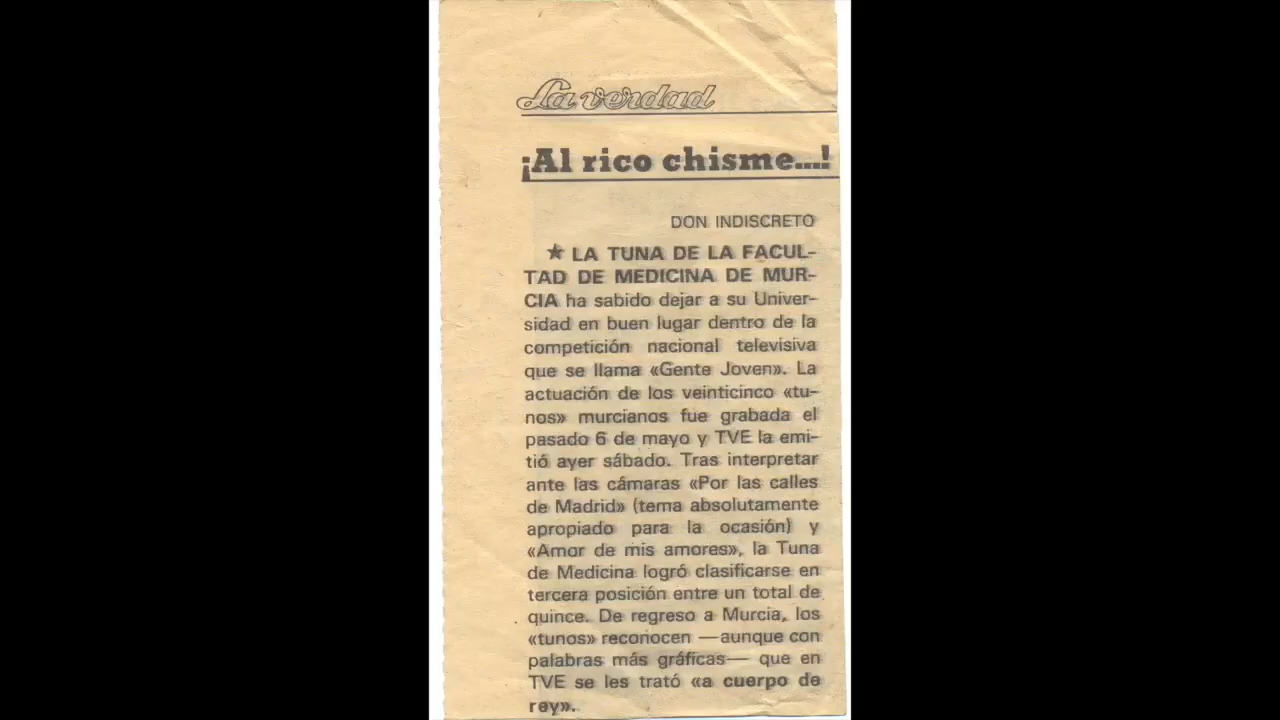 La verdad
¡Al rico chisme...!
DON INDISCRETO
★ LA TUNA DE LA FACUL-
TAD DE MEDICINA DE MUR-
CIA ha sabido dejar a su Univer-
sidad en buen lugar dentro de la
competición nacional televisiva
que se llama «Gente Joven». La
actuación de los veinticinco «tu-
nos» murcianos fue grabada el
pasado 6 de mayo y TVE la emi-
tió ayer sábado. Tras interpretar
ante las cámaras «Por las calles
de Madrid» (tema absolutamente
apropiado para la ocasión) y
«Amor de mis amores», la Tuna
de Medicina logró clasificarse en
tercera posición entre un total de
quince. De regreso a Murcia, los
«tunos» reconocen —aunque con
palabras más gráficas— que en
TVE se les trató «a cuerpo de
rey».